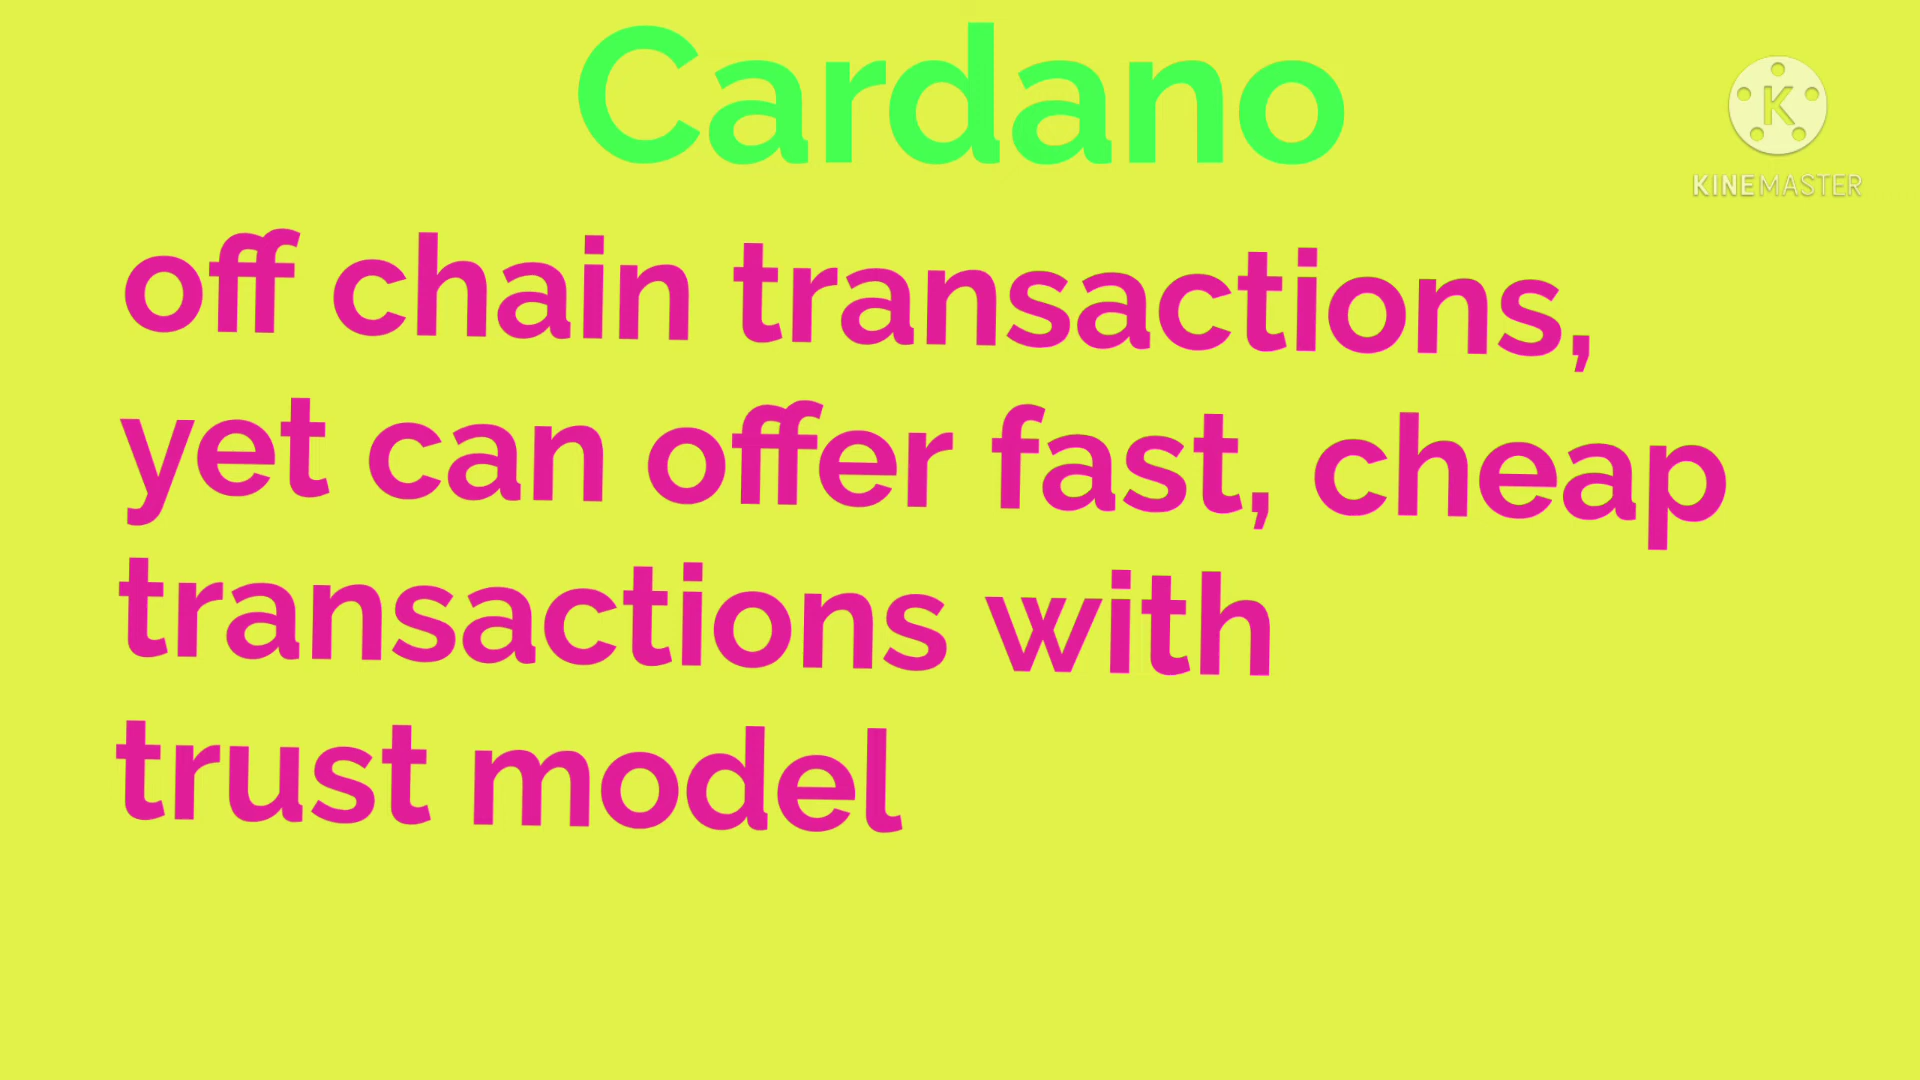 Cardano
K
KINEMASTER
off chain transactions,
yet can offer fast, cheap
transactions with
trust model